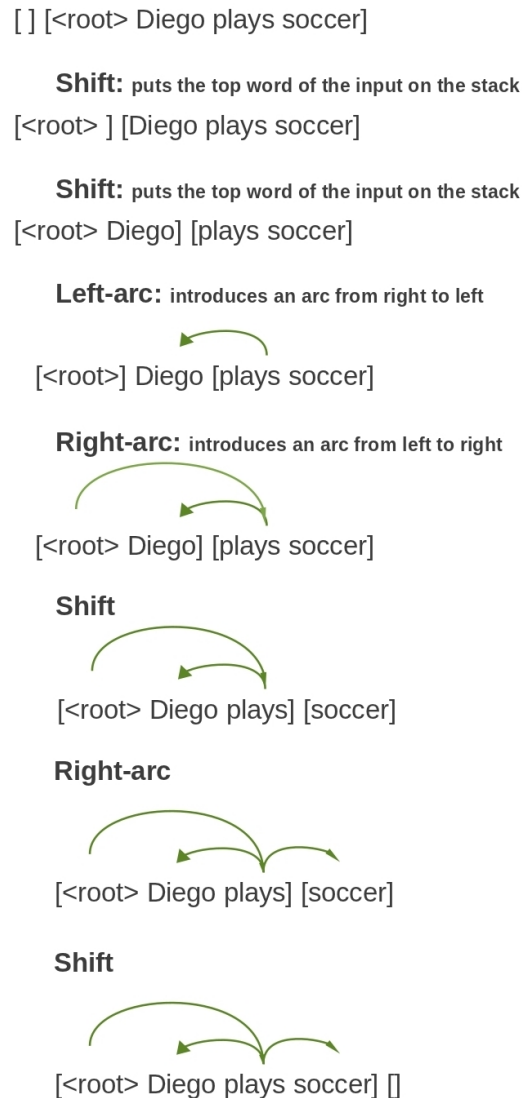 [ ] [<root> Diego plays soccer]
Shift: puts the top word of the input on the stack
[<root> ] [Diego plays soccer]
Shift: puts the top word of the input on the stack
[<root> Diego] [plays soccer]
Left-arc: introduces an arc from right to left
[<root>] Diego [plays soccer]
Right-arc: introduces an arc from left to right
[<root> Diego] [plays soccer]
Shift
[<root> Diego plays] [soccer]
Right-arc
[<root> Diego plays] [soccer]
Shift
[<root> Diego plays soccer] []